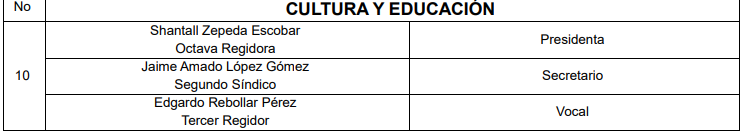 No CULTURA Y EDUCACIÓN
Shantall Zepeda Escobar
Octava Regidora
Presidenta
10
Jaime Amado López Gómez
Segundo Síndico
Secretario
Edgardo Rebollar Pérez
Tercer Regidor
Vocal